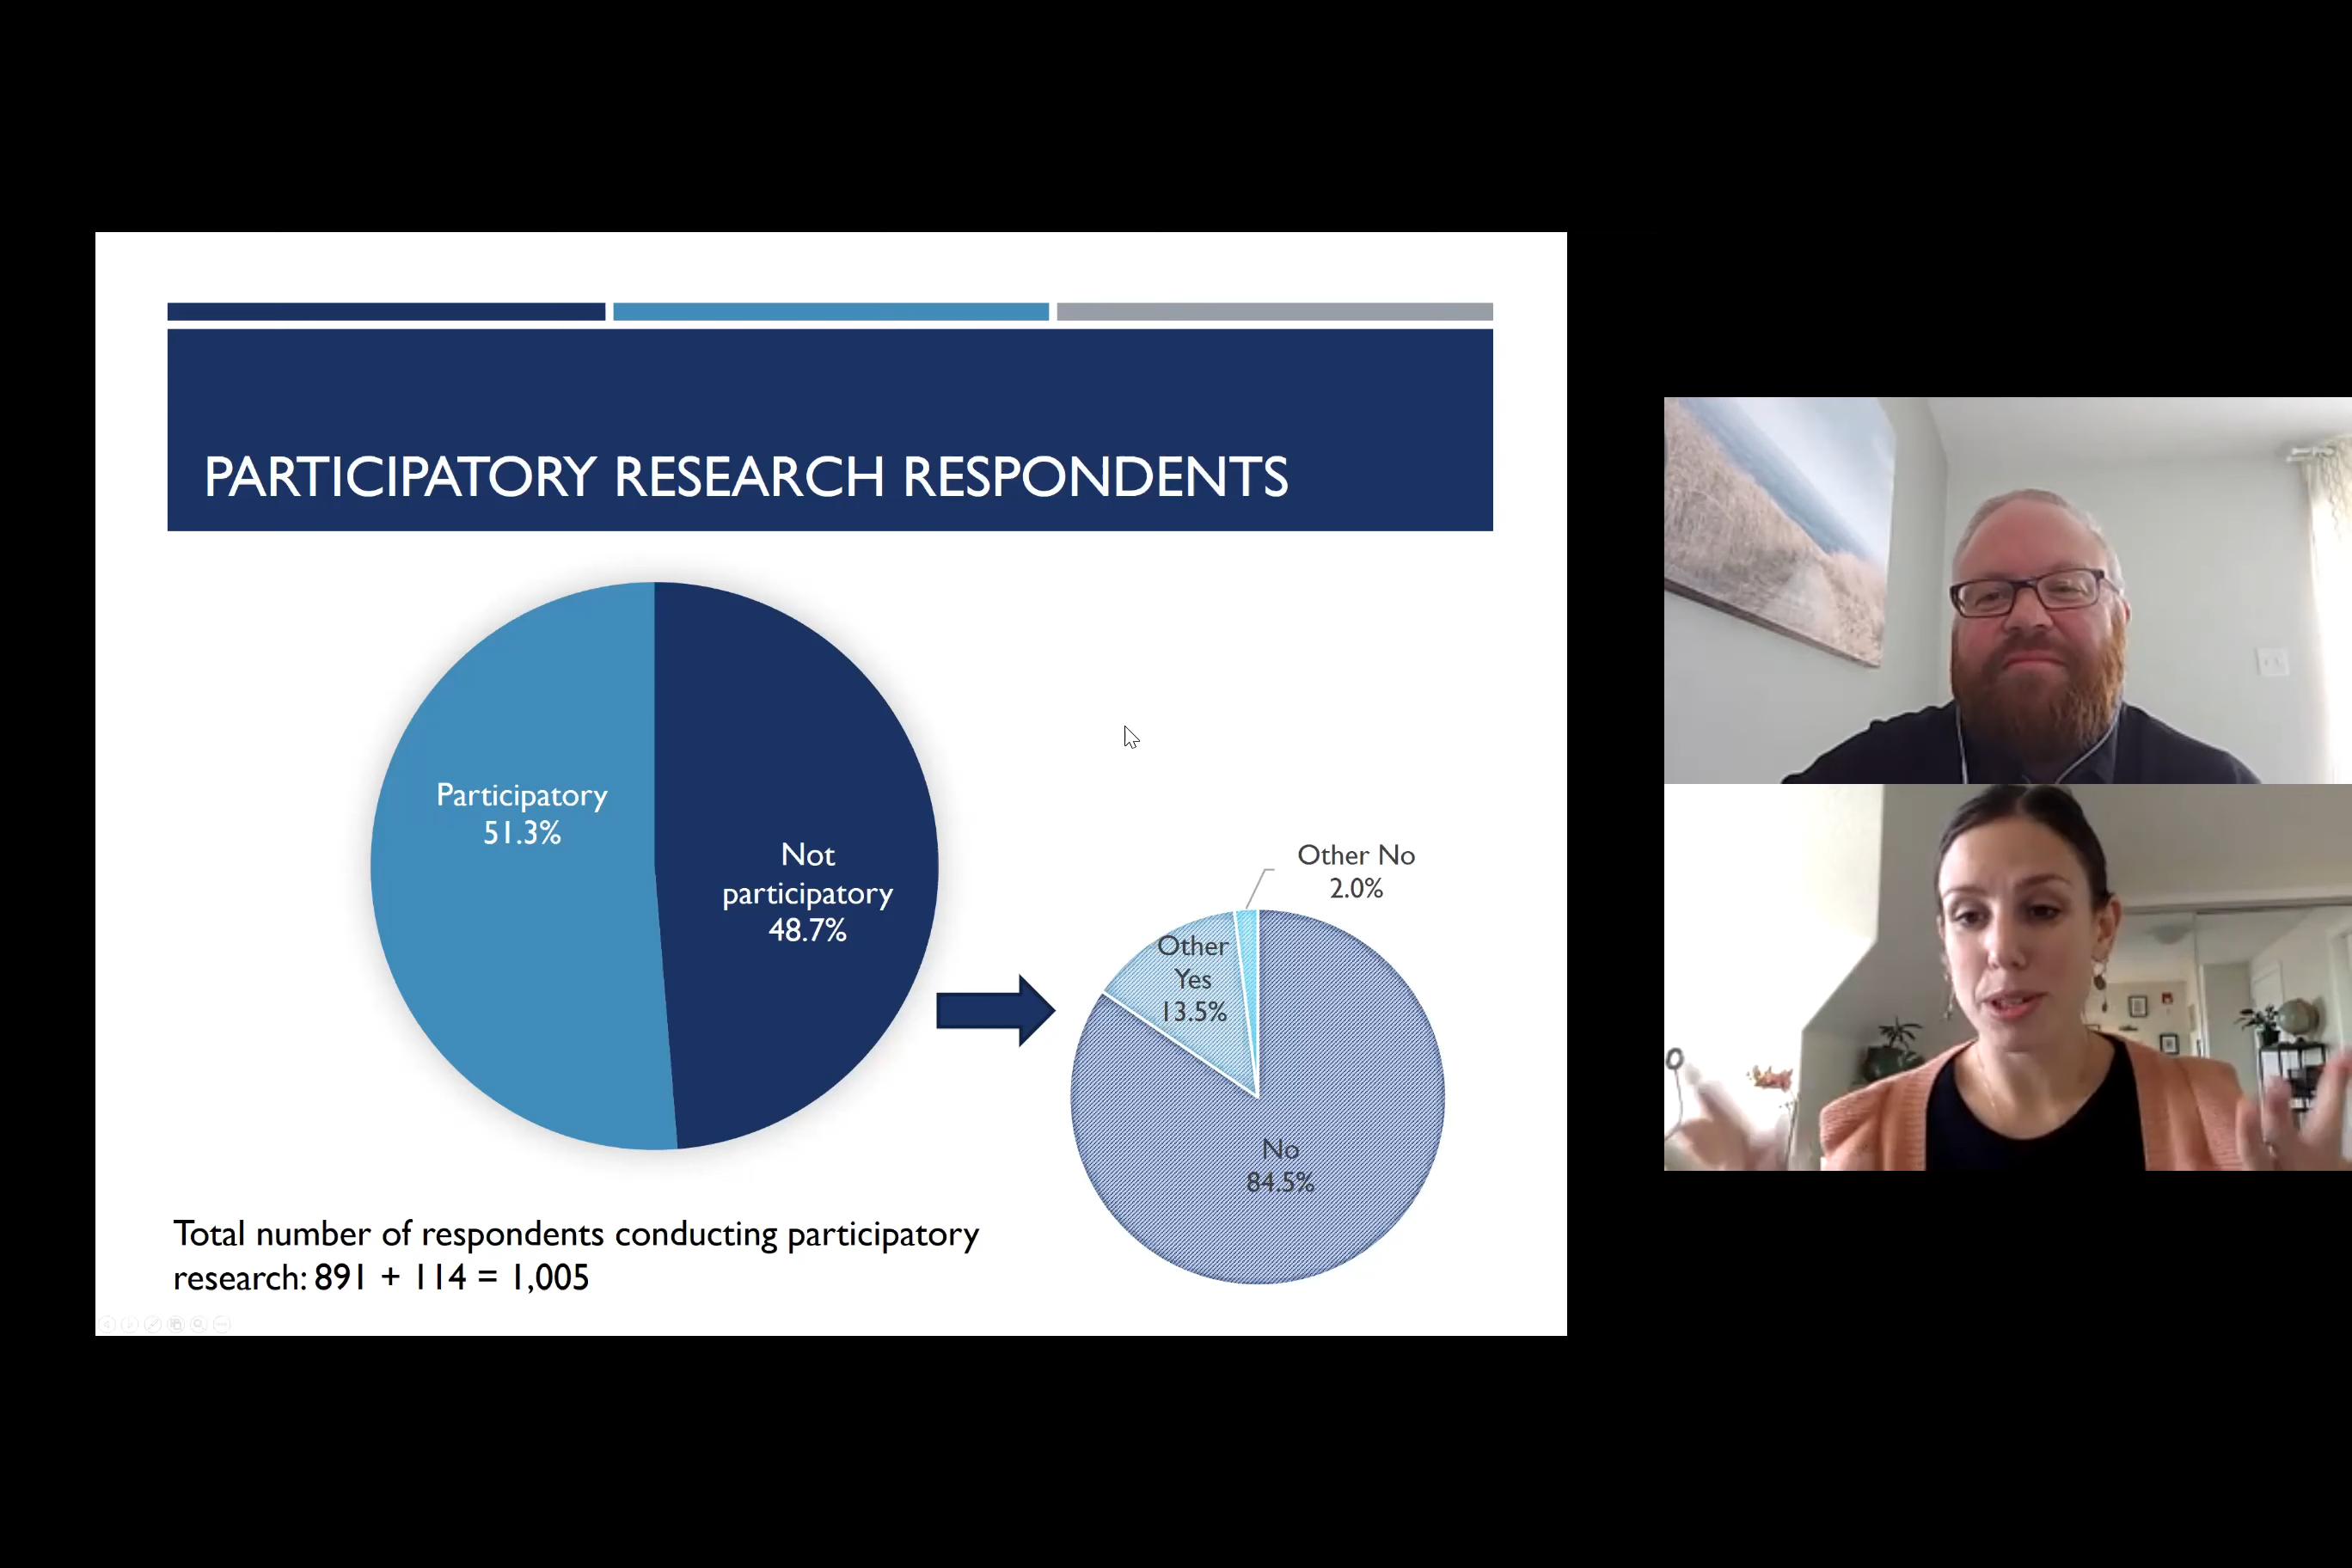 PARTICIPATORY RESEARCH RESPONDENTS
Participatory
51.3%
Not
participatory
48.7%
Other No
2.0%
Other
Yes
13.5%
No
84.5%
Total number of respondents conducting participatory
research: 891 + 114 = 1,005